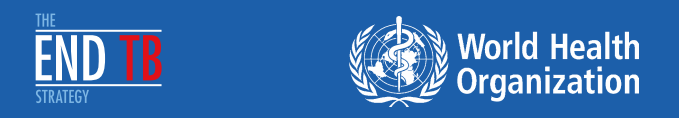 THE
END TB
STRATEGY
World Health
Organization